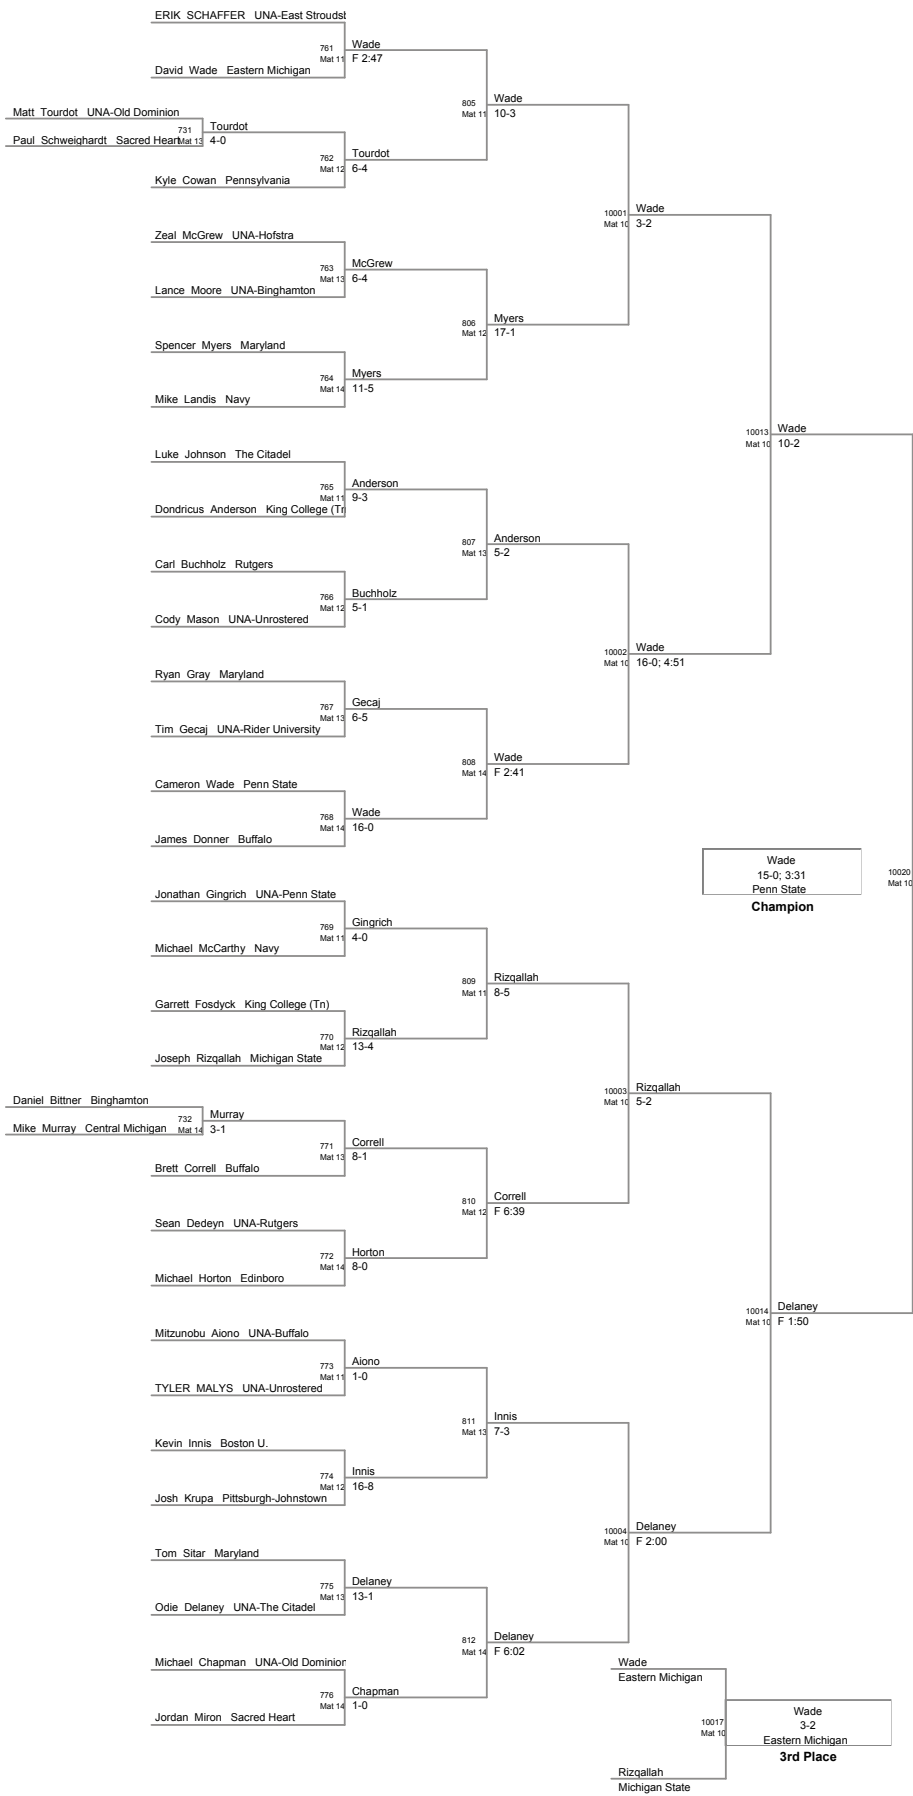 ERIK SCHAFFER UNA-East Stroudsb
761 Wade
Mat 11 F 2:47
David Wade Eastern Michigan
805 Wade
Mat 11 10-3
Matt Tourdot UNA-Old Dominion
731 Tourdot
Paul Schweighardt Sacred Heart Mat 13 4-0
762 Tourdot
Mat 12 6-4
Kyle Cowan Pennsylvania
10001 Wade
Mat 10 3-2
Zeal McGrew UNA-Hofstra
763 McGrew
Mat 13 6-4
Lance Moore UNA-Binghamton
806 Myers
Mat 12 17-1
Spencer Myers Maryland
764 Myers
Mat 14 11-5
Mike Landis Navy
10013 Wade
Mat 10 10-2
Luke Johnson The Citadel
765 Anderson
Mat 11 9-3
Dondricus Anderson King College (Tn
807 Anderson
Mat 13 5-2
Carl Buchholz Rutgers
766 Buchholz
Mat 12 5-1
Cody Mason UNA-Unrostered
10002 Wade
Mat 10 16-0; 4:51
Ryan Gray Maryland
767 Gecaj
Mat 13 6-5
Tim Gecaj UNA-Rider University
808 Wade
Mat 14 F 2:41
Cameron Wade Penn State
768 Wade
Mat 14 16-0
James Donner Buffalo
Wade
15-0; 3:31
Penn State
Champion
10020
Mat 10
Jonathan Gingrich UNA-Penn State
769 Gingrich
Mat 11 4-0
Michael McCarthy Navy
809 Rizqallah
Mat 11 8-5
Garrett Fosdyck King College (Tn)
770 Rizqallah
Mat 12 13-4
Joseph Rizqallah Michigan State
10003 Rizqallah
Mat 10 5-2
Daniel Bittner Binghamton
732 Murray
Mike Murray Central Michigan Mat 14 3-1
771 Correll
Mat 13 8-1
Brett Correll Buffalo
810 Correll
Mat 12 F 6:39
Sean Dedeyn UNA-Rutgers
772 Horton
Mat 14 8-0
Michael Horton Edinboro
10014 Delaney
Mat 10 F 1:50
Mitzunobu Aiono UNA-Buffalo
773 Aiono
Mat 11 1-0
TYLER MALYS UNA-Unrostered
811 Innis
Mat 13 7-3
Kevin Innis Boston U.
774 Innis
Mat 12 16-8
Josh Krupa Pittsburgh-Johnstown
10004 Delaney
Mat 10 F 2:00
Tom Sitar Maryland
775 Delaney
Mat 13 13-1
Odie Delaney UNA-The Citadel
812 Delaney
Mat 14 F 6:02
Michael Chapman UNA-Old Dominion
776 Chapman
Mat 14 1-0
Jordan Miron Sacred Heart
Wade
Eastern Michigan
10017
Mat 10
Wade
3-2
Eastern Michigan
3rd Place
Rizqallah
Michigan State